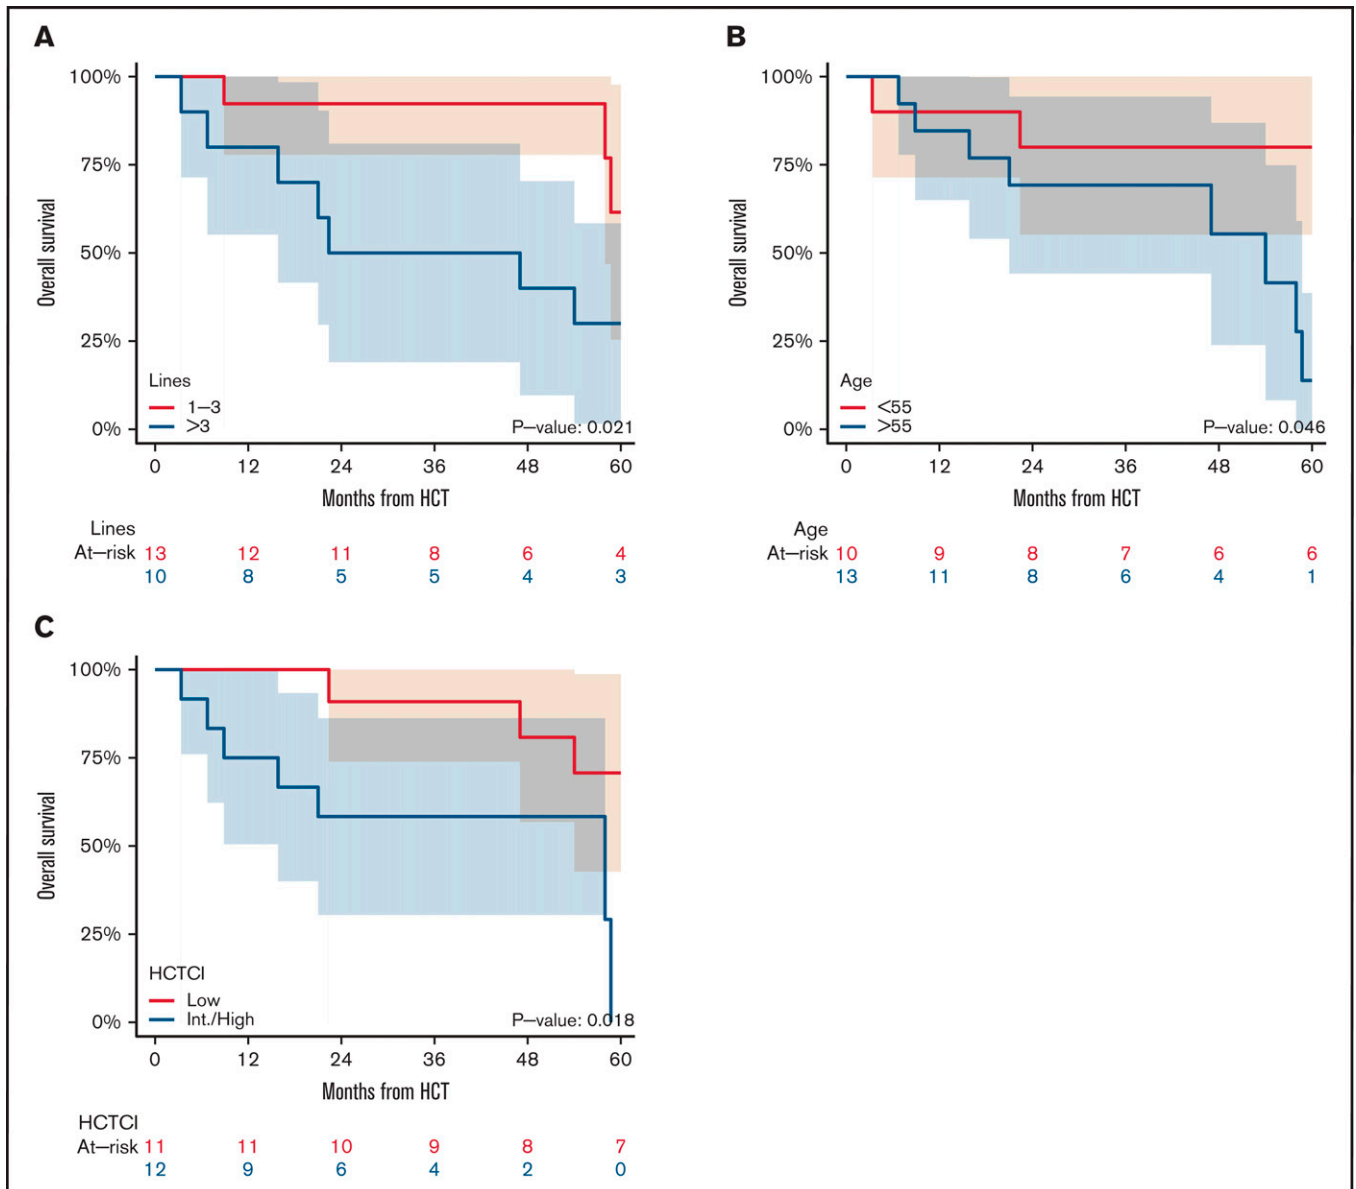 A
100%
75%
50%
25%
0%
Overall survival
Lines
1–3
>3
P–value: 0.021
0 12 24 36 48 60
Months from HCT
Lines
At–risk 13 12 11 8 6 4
10 8 5 5 4 3
B
100%
75%
50%
25%
0%
Overall survival
Age
<55
>55
P–value: 0.046
0 12 24 36 48 60
Months from HCT
Age
At–risk 10 9 8 7 6 6
13 11 8 6 4 1
C
100%
75%
50%
25%
0%
Overall survival
HCTCI
Low
Int./High
P–value: 0.018
0 12 24 36 48 60
Months from HCT
HCTCI
At–risk 11 11 10 9 8 7
12 9 6 4 2 0